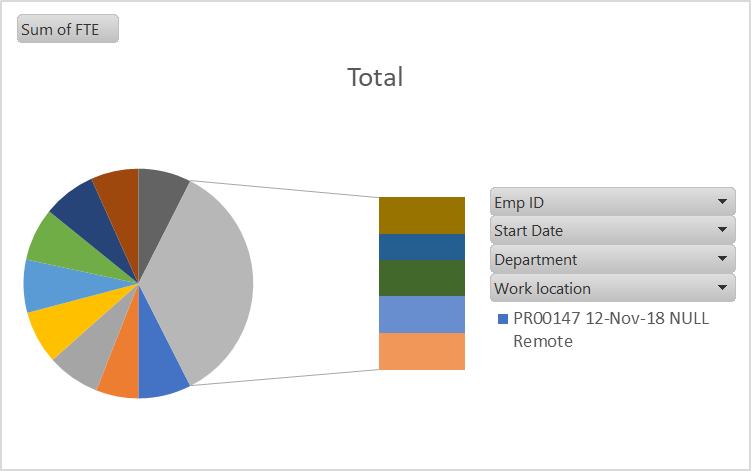 Sum of FTE
Total
Emp ID
Start Date
Department
Work location
PR00147 12-Nov-18 NULL
Remote